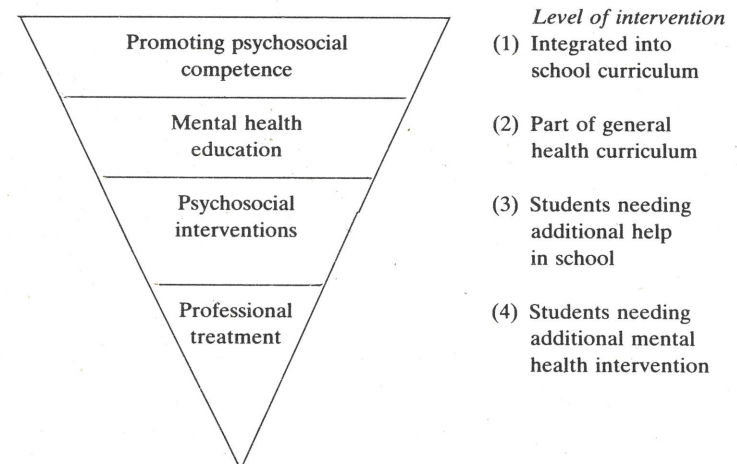 Level of intervention
Promoting psychosocial
competence
(1) Integrated into
school curriculum
Mental health
education
(2) Part of general
health curriculum
Psychosocial
interventions
(3) Students needing
additional help
in school
Professional
treatment
(4) Students needing
additional mental
health intervention